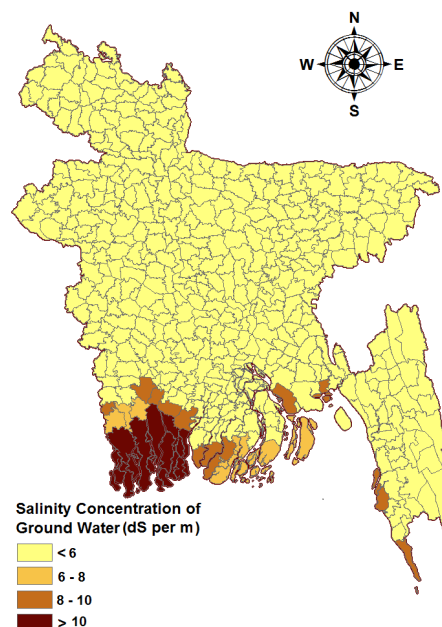 N
W
E
S
Salinity Concentration of
Ground Water (dS per m)
< 6
6 - 8
8 - 10
> 10